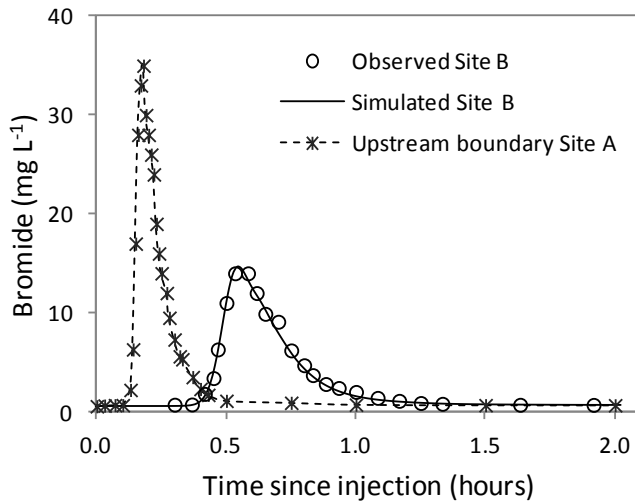 40
30
20
10
0
Bromide (mg L-1)
Observed Site B
Simulated Site B
Upstream boundary Site A
0.0 0.5 1.0 1.5 2.0
Time since injection (hours)